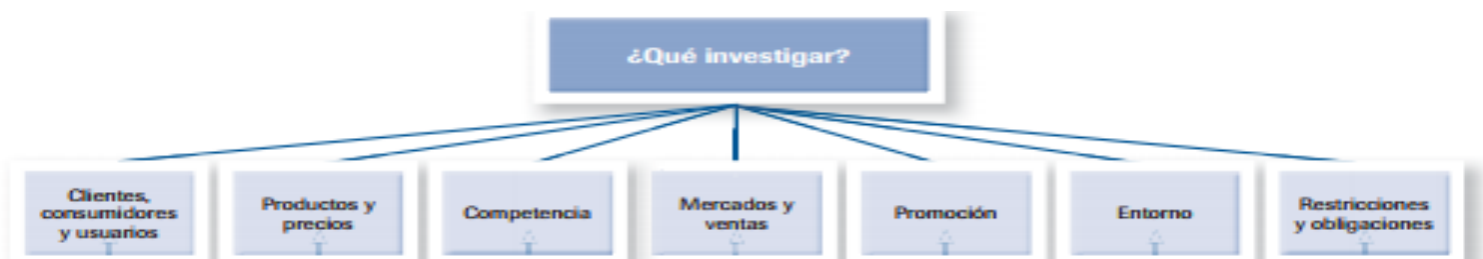 ¿Qué investigar?
Clientes,
consumidores
y usuarios
Productos y
precios
Competencia
Mercados y
ventas
Promoción
Entorno
Restricciones
y obligaciones